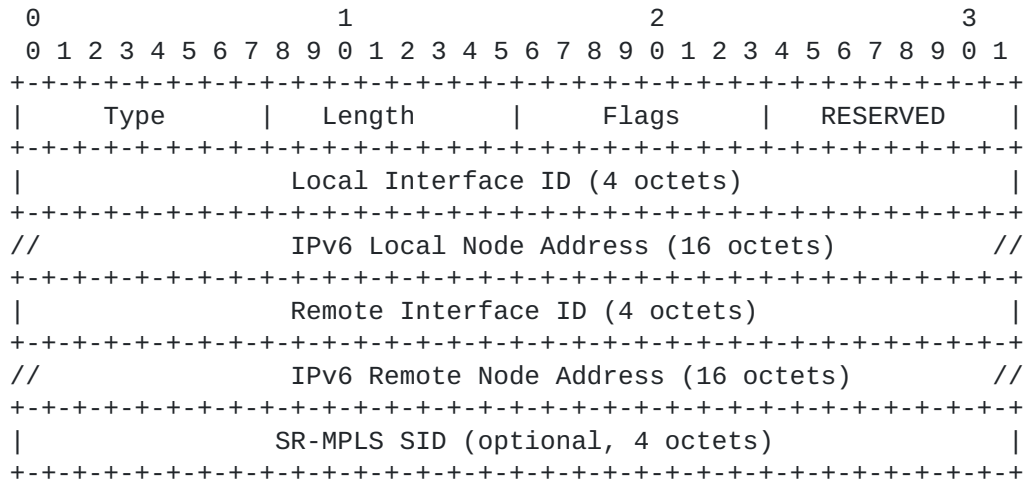 0                   1                   2                   3
 0 1 2 3 4 5 6 7 8 9 0 1 2 3 4 5 6 7 8 9 0 1 2 3 4 5 6 7 8 9 0 1
+-+-+-+-+-+-+-+-+-+-+-+-+-+-+-+-+-+-+-+-+-+-+-+-+-+-+-+-+-+-+-+-+
|     Type      |   Length      |     Flags     |   RESERVED    |
+-+-+-+-+-+-+-+-+-+-+-+-+-+-+-+-+-+-+-+-+-+-+-+-+-+-+-+-+-+-+-+-+
|                 Local Interface ID (4 octets)                 |
+-+-+-+-+-+-+-+-+-+-+-+-+-+-+-+-+-+-+-+-+-+-+-+-+-+-+-+-+-+-+-+-+
//                IPv6 Local Node Address (16 octets)          //
+-+-+-+-+-+-+-+-+-+-+-+-+-+-+-+-+-+-+-+-+-+-+-+-+-+-+-+-+-+-+-+-+
|                 Remote Interface ID (4 octets)                |
+-+-+-+-+-+-+-+-+-+-+-+-+-+-+-+-+-+-+-+-+-+-+-+-+-+-+-+-+-+-+-+-+
//                IPv6 Remote Node Address (16 octets)         //
+-+-+-+-+-+-+-+-+-+-+-+-+-+-+-+-+-+-+-+-+-+-+-+-+-+-+-+-+-+-+-+-+
|                SR-MPLS SID (optional, 4 octets)               |
+-+-+-+-+-+-+-+-+-+-+-+-+-+-+-+-+-+-+-+-+-+-+-+-+-+-+-+-+-+-+-+-+